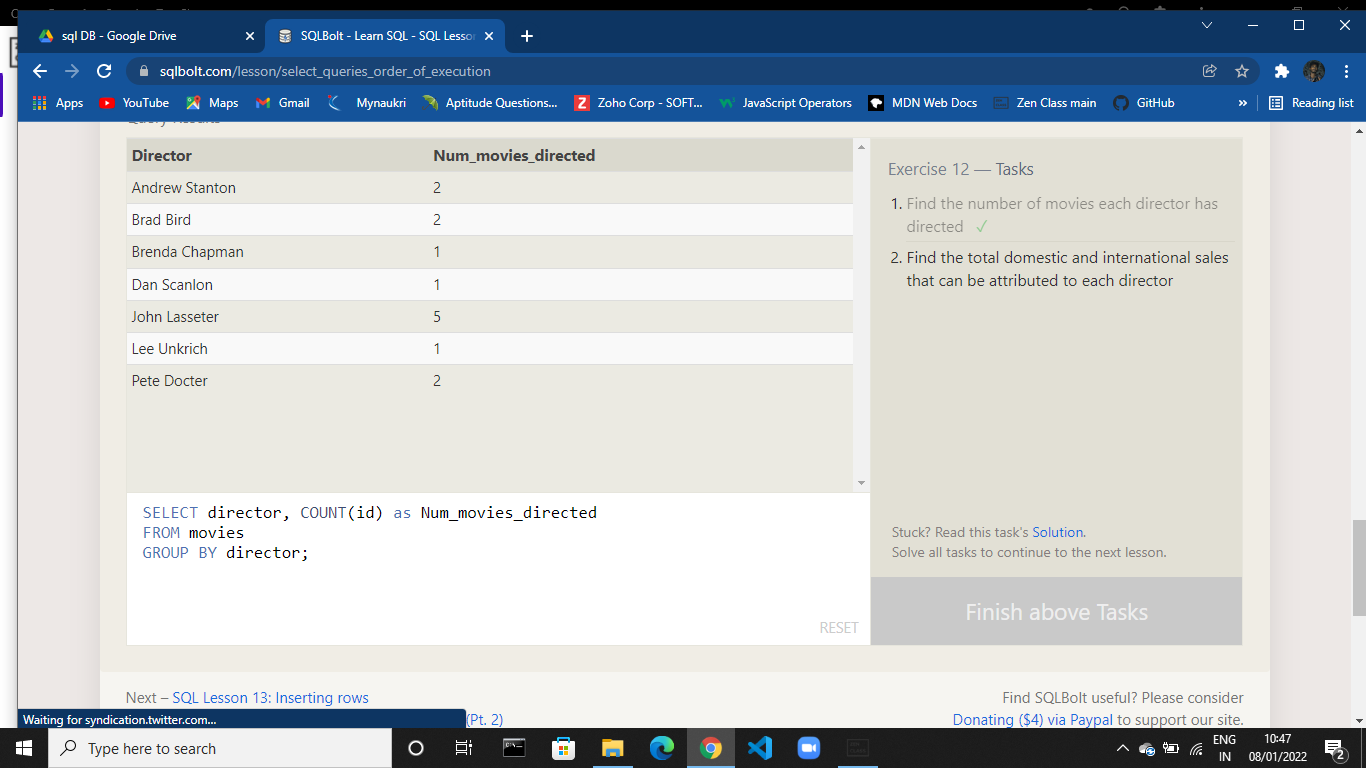 sql DB - Google Drive
SQLBolt - Learn SQL - SQL Lesson
sqlbolt.com/lesson/select_queries_order_of_execution
Apps YouTube Maps Gmail Mynaukri Aptitude Questions... Zoho Corp - SOFT... JavaScript Operators MDN Web Docs Zen Class main GitHub » Reading list
Query Results
Director Num_movies_directed
Andrew Stanton 2
Brad Bird 2
Brenda Chapman 1
Dan Scanlon 1
John Lasseter 5
Lee Unkrich 1
Pete Docter 2
SELECT director, COUNT(id) as Num_movies_directed
FROM movies
GROUP BY director;
RESET
Exercise 12 — Tasks
1. Find the number of movies each director has
directed ✓
2. Find the total domestic and international sales
that can be attributed to each director
Stuck? Read this task's Solution.
Solve all tasks to continue to the next lesson.
Finish above Tasks
Next – SQL Lesson 13: Inserting rows
(Pt. 2)
Find SQLBolt useful? Please consider
Donating ($4) via Paypal to support our site.
Waiting for syndication.twitter.com...
Type here to search
ENG
IN
10:47
08/01/2022
2